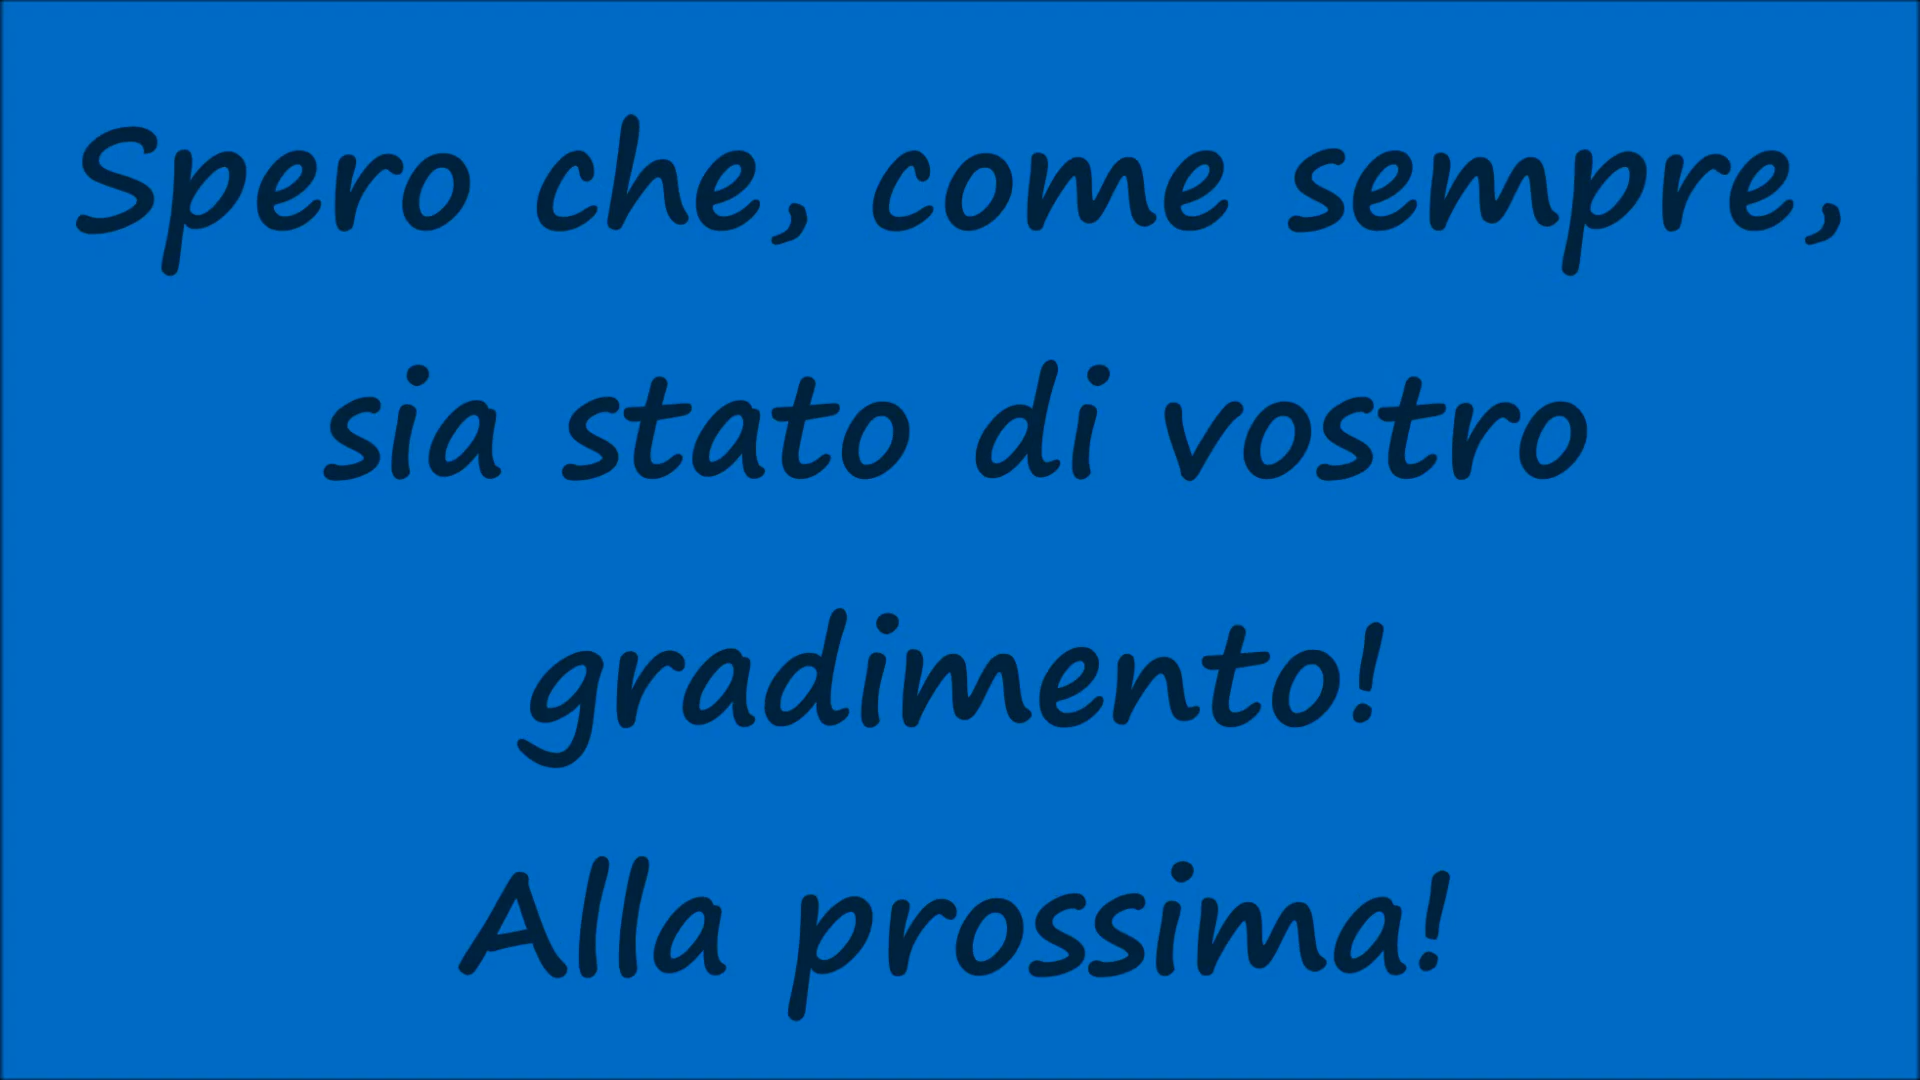 Spero che, come sempre,
sia stato di vostro
gradimento!
Alla prossima!